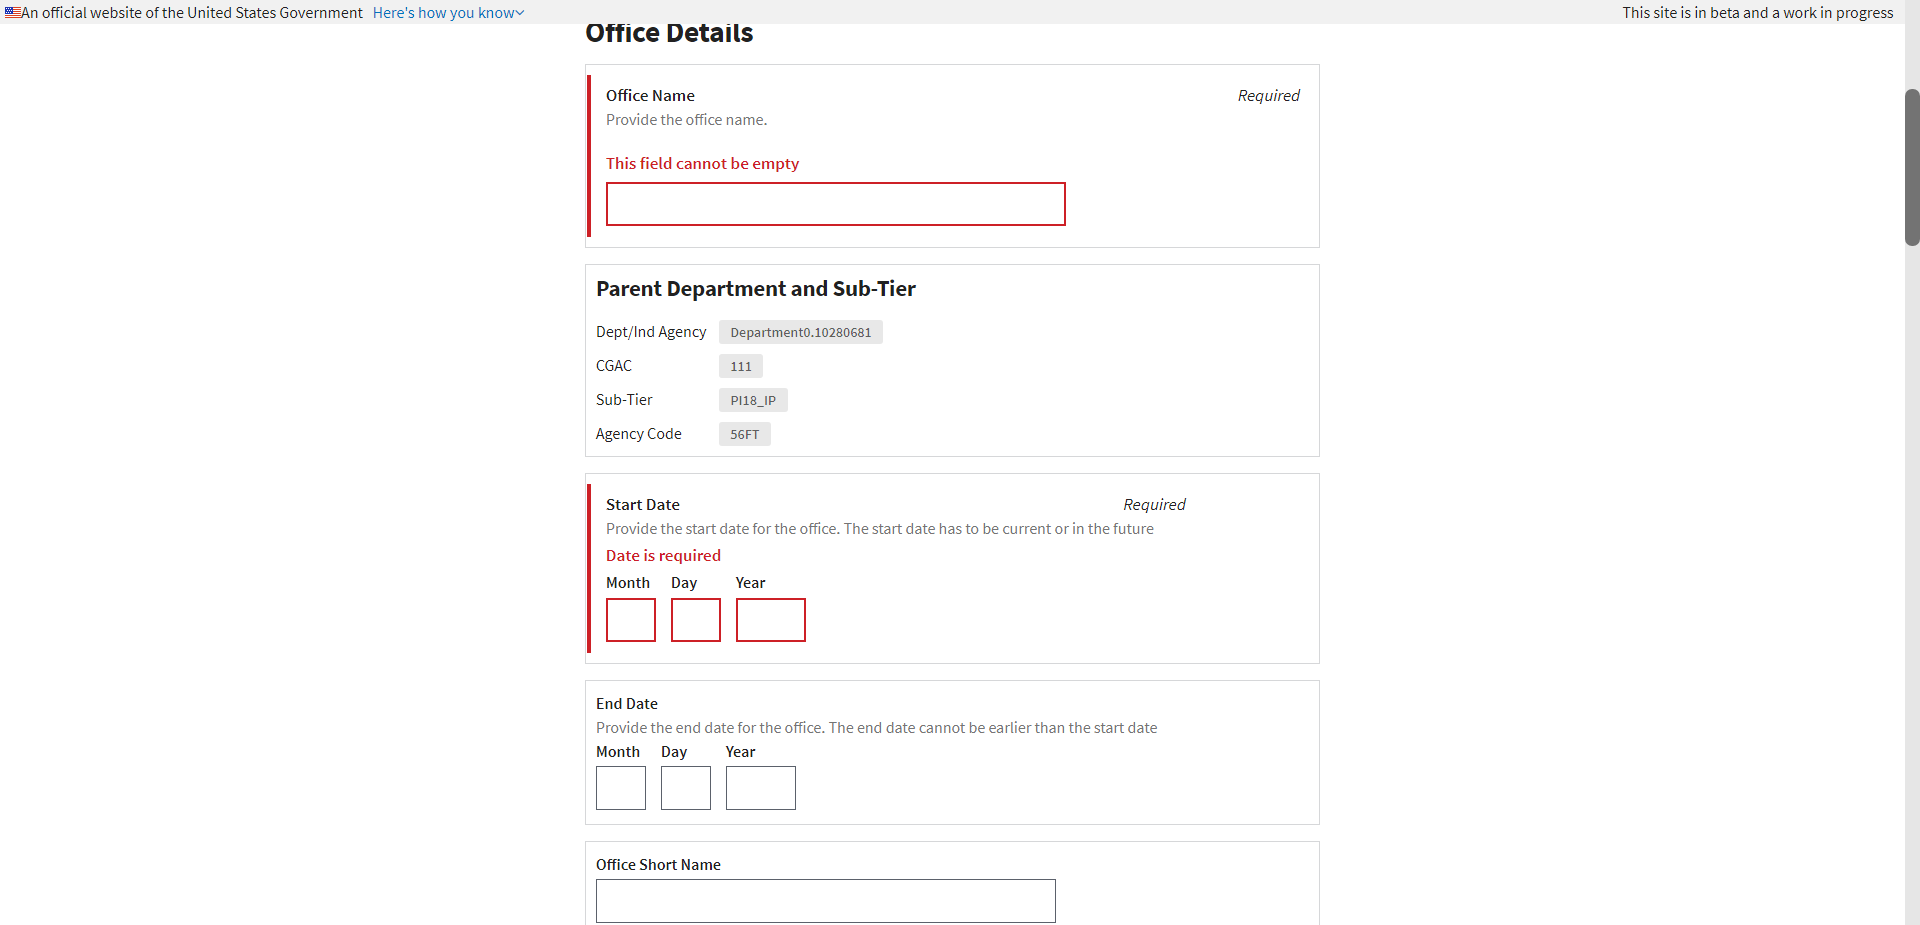 An official website of the United States Government Here's how you know
This site is in beta and a work in progress
Office Details
Office Name Required
Provide the office name.
This field cannot be empty
Parent Department and Sub-Tier
Dept/Ind Agency Department0.10280681
CGAC 111
Sub-Tier PI18_IP
Agency Code 56FT
Start Date Required
Provide the start date for the office. The start date has to be current or in the future
Date is required
Month Day Year
End Date
Provide the end date for the office. The end date cannot be earlier than the start date
Month Day Year
Office Short Name